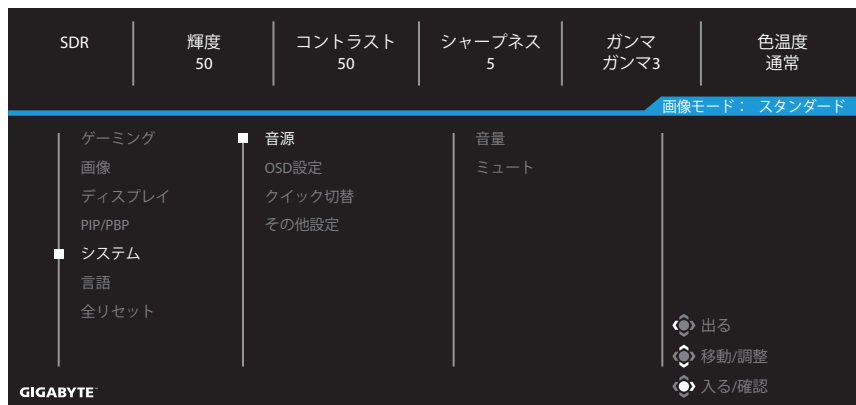 SDR
輝度
50
コントラスト
50
シャープネス
5
ガンマ
ガンマ3
色温度
通常
画像モード： スタンダード
ゲーミング
画像
ディスプレイ
PIP/PBP
システム
言語
全リセット
音源
OSD設定
クイック切替
その他設定
音量
ミュート
出る
移動/調整
入る/確認
GIGABYTE™